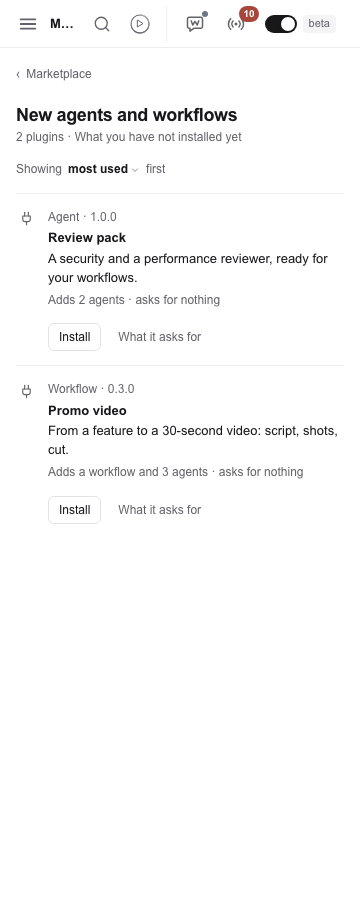 M...
10
beta
‹ Marketplace
New agents and workflows
2 plugins · What you have not installed yet
Showing most used first
Agent · 1.0.0
Review pack
A security and a performance reviewer, ready for
your workflows.
Adds 2 agents · asks for nothing
Install What it asks for
Workflow · 0.3.0
Promo video
From a feature to a 30-second video: script, shots,
cut.
Adds a workflow and 3 agents · asks for nothing
Install What it asks for